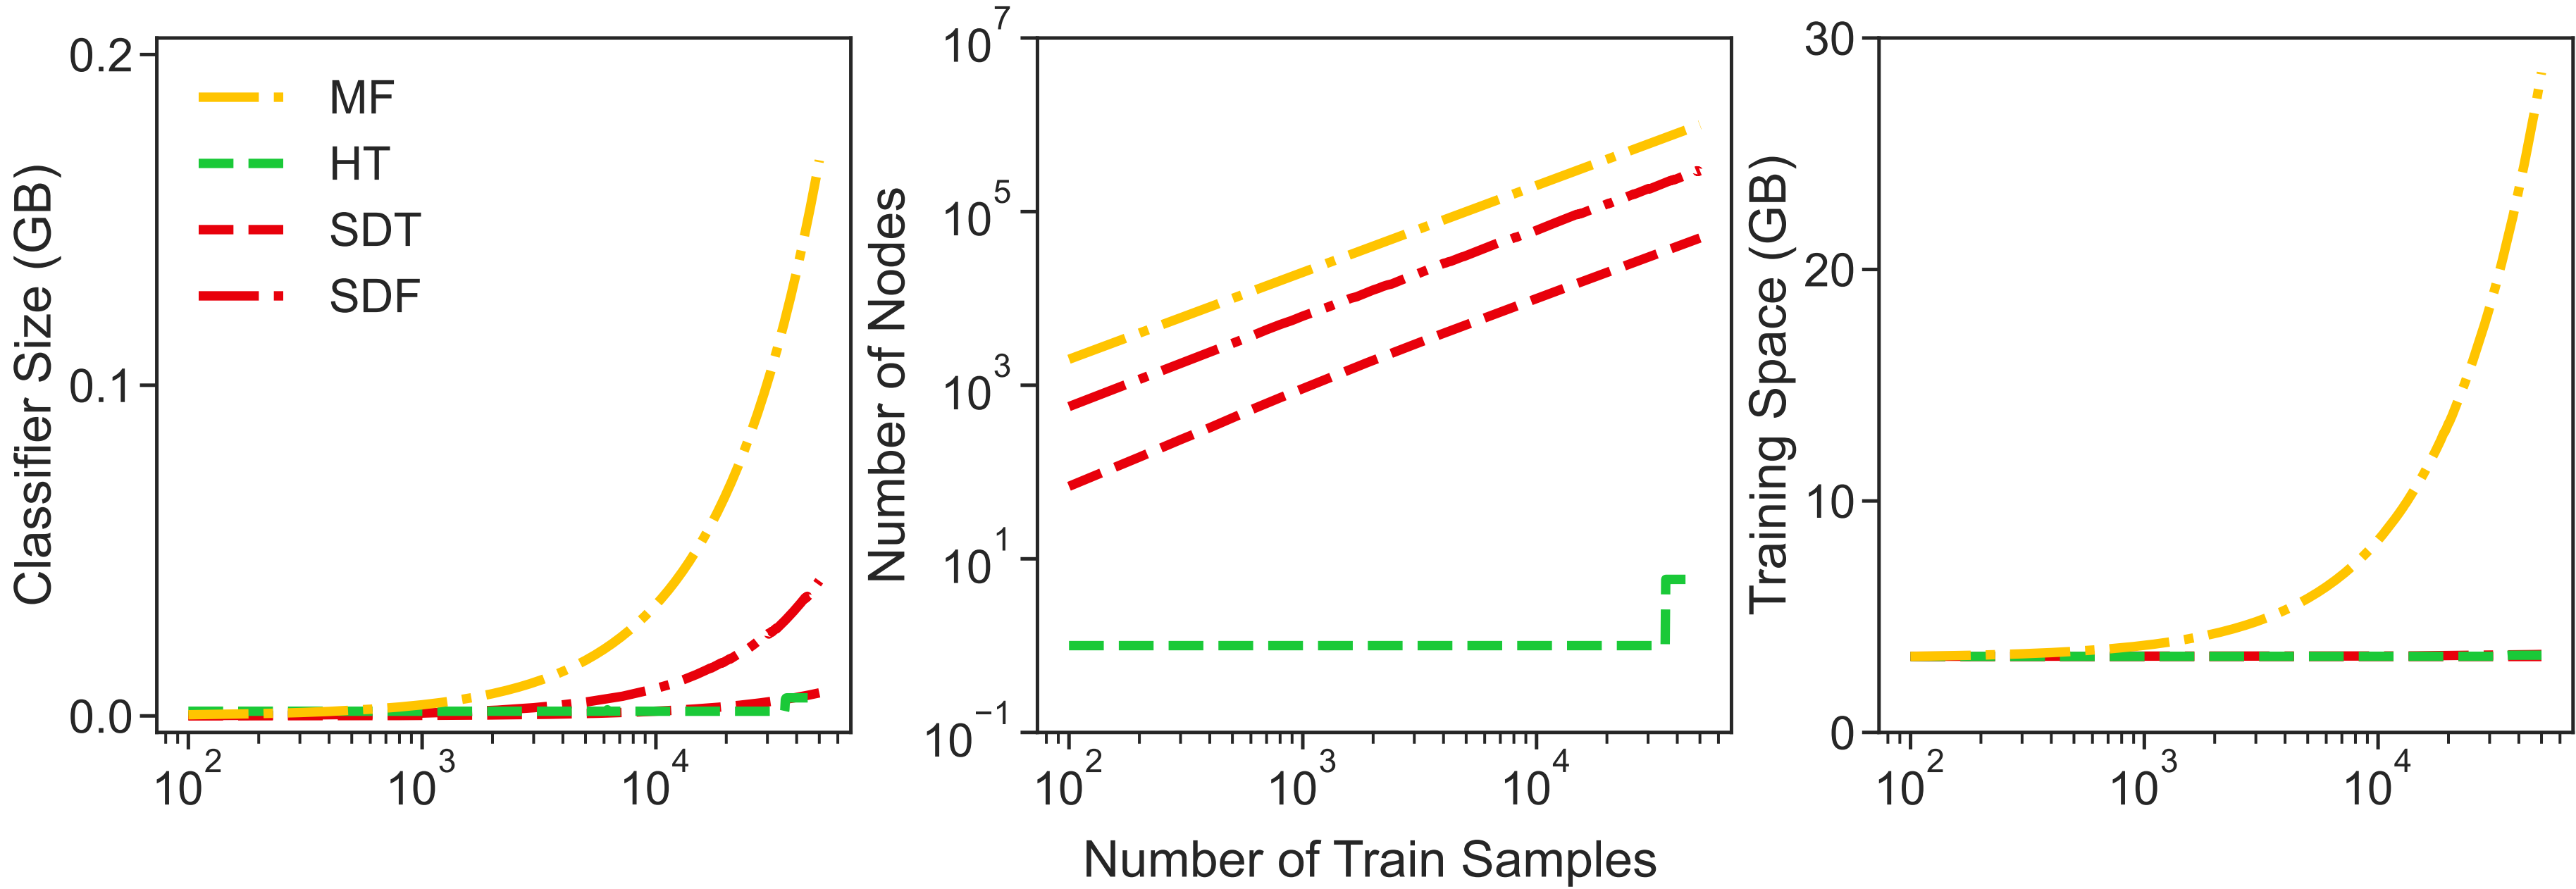 Classifier Size (GB)
0.2
0.1
0.0
MF
HT
SDT
SDF
10^2
10^3
10^4
Number of Nodes
10^7
10^5
10^3
10^1
10^−1
10^2
10^3
10^4
Training Space (GB)
30
20
10
0
10^2
10^3
10^4
Number of Train Samples